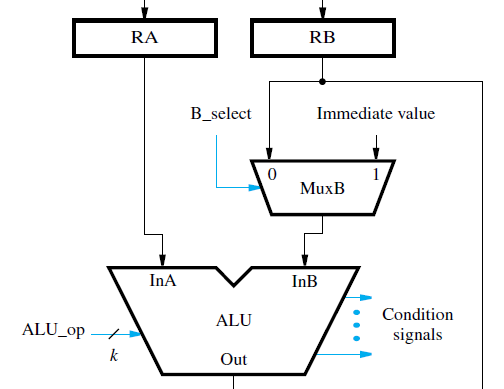 RA
RB
B_select
Immediate value
0
1
MuxB
InA
InB
ALU_op
k
ALU
Condition
signals
Out